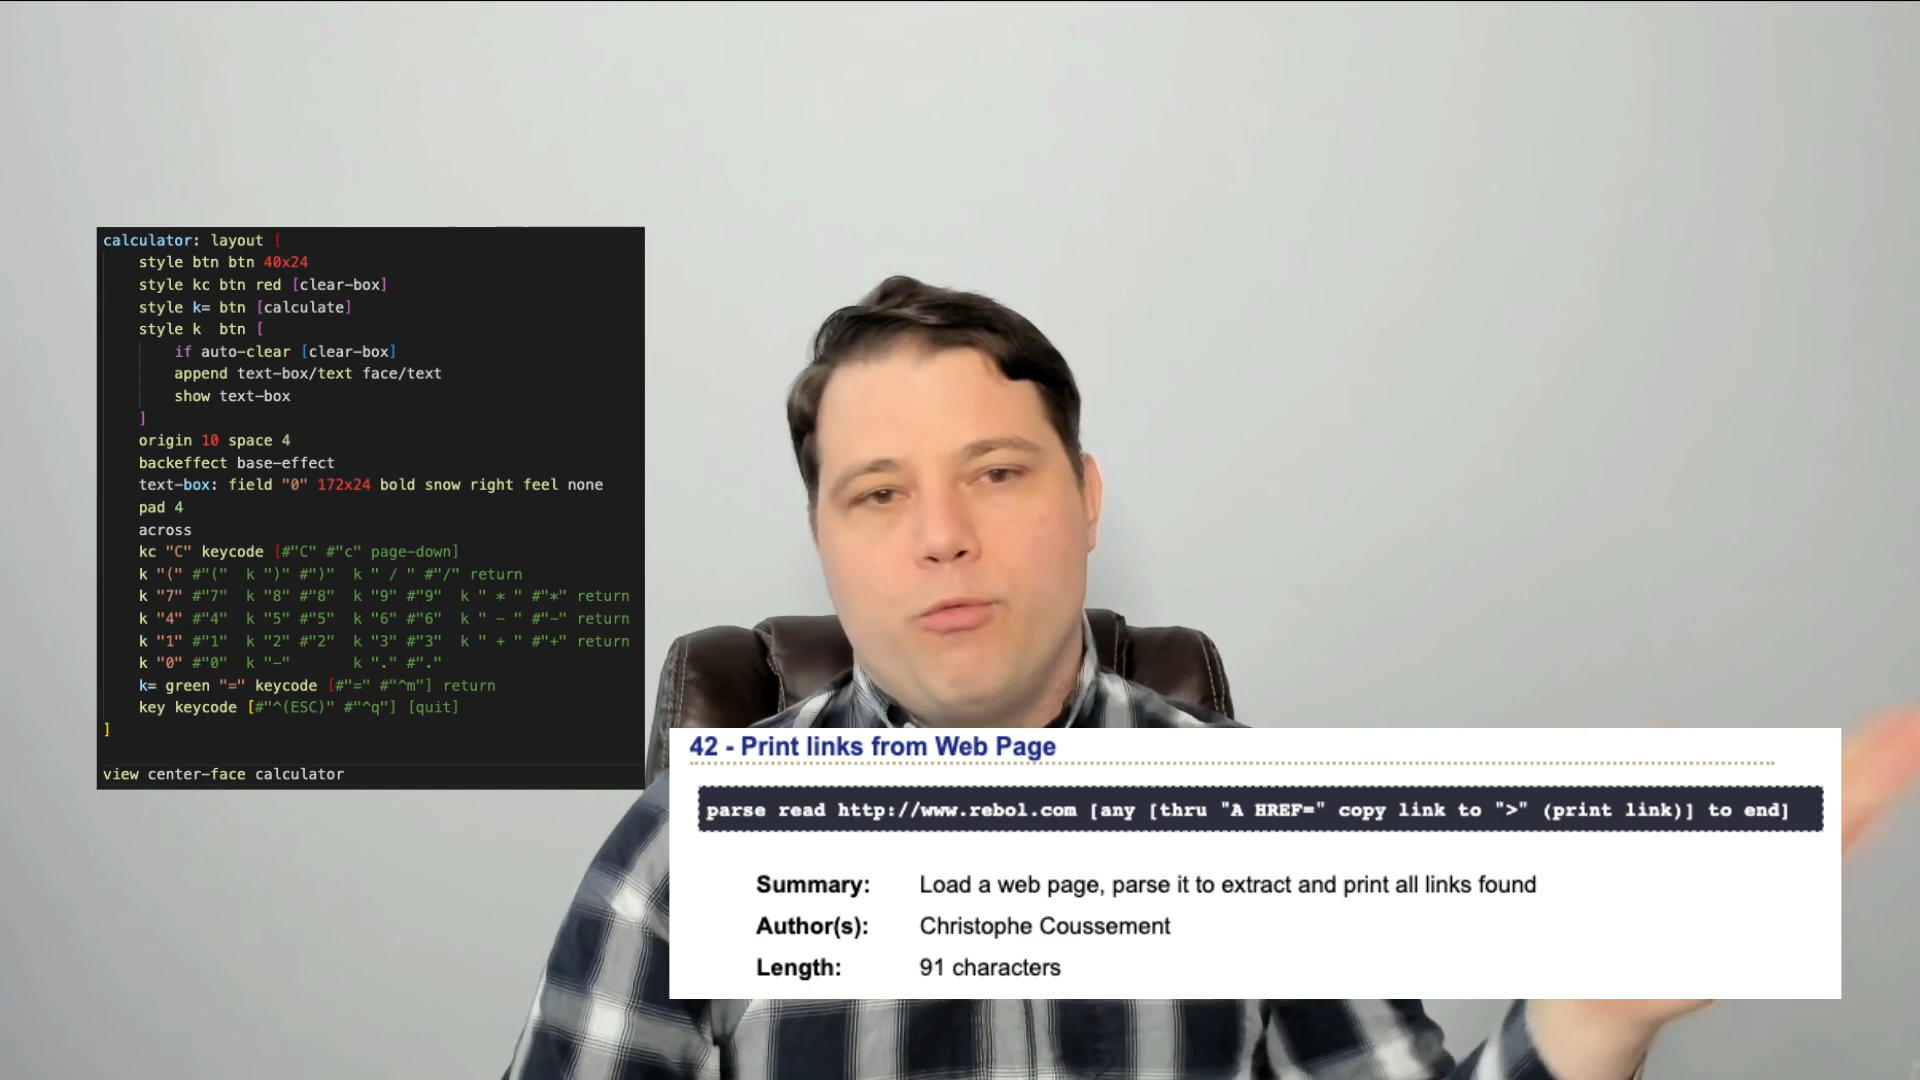 calculator: layout [
style btn btn 40x24
style kc btn red [clear-box]
style k= btn [calculate]
style k  btn [
if auto-clear [clear-box]
append text-box/text face/text
show text-box
]
origin 10 space 4
backeffect base-effect
text-box: field "0" 172x24 bold snow right feel none
pad 4
across
kc "C" keycode [#"C" #"c" page-down]
k "(" #"("  k ")" #")"  k " / " #"/" return
k "7" #"7"  k "8" #"8"  k "9" #"9"  k " * " #"*" return
k "4" #"4"  k "5" #"5"  k "6" #"6"  k " - " #"-" return
k "1" #"1"  k "2" #"2"  k "3" #"3"  k " + " #"+" return
k "0" #"0"  k "-"       k "." #"."
k= green "=" keycode [#"=" #"^m"] return
key keycode [#"^(ESC)" #"^q"] [quit]
]
view center-face calculator
42 - Print links from Web Page
parse read http://www.rebol.com [any [thru "A HREF=" copy link to ">" (print link)] to end]
Summary: Load a web page, parse it to extract and print all links found
Author(s): Christophe Coussement
Length: 91 characters